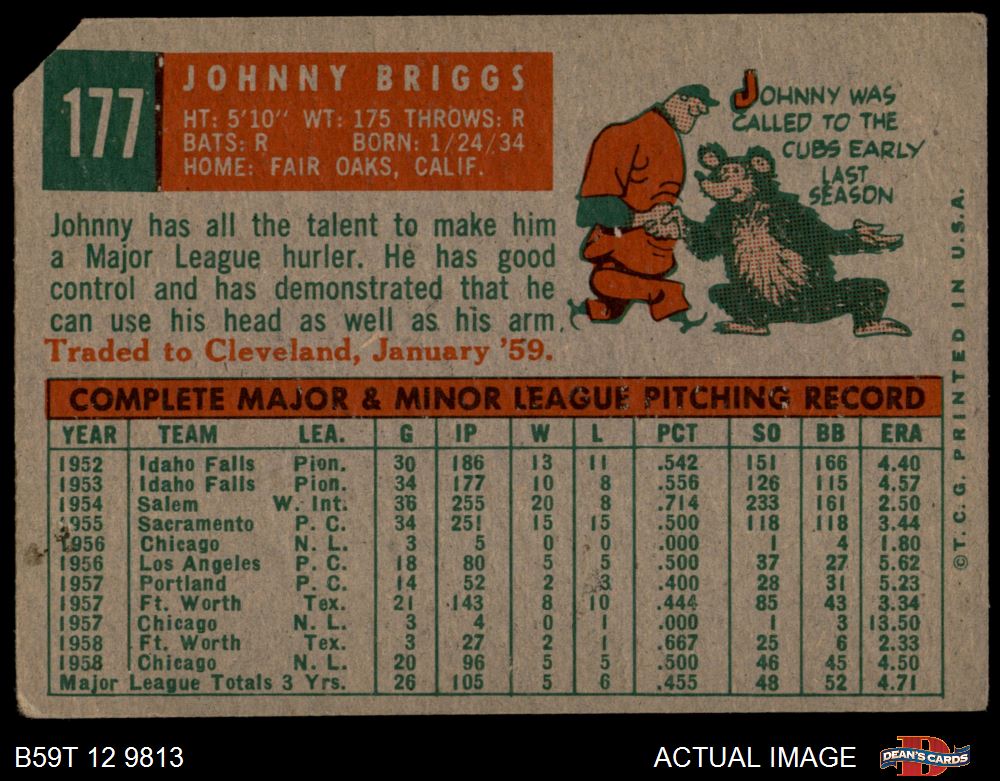 177
JOHNNY BRIGGS
HT: 5'10" WT: 175 THROWS: R
BATS: R BORN: 1/24/34
HOME: FAIR OAKS, CALIF.
JOHNNY WAS
CALLED TO THE
CUBS EARLY
LAST
SEASON
Johnny has all the talent to make him
a Major League hurler. He has good
control and has demonstrated that he
can use his head as well as his arm.
Traded to Cleveland, January '59.
COMPLETE MAJOR & MINOR LEAGUE PITCHING RECORD
YEAR TEAM LEA. G IP W L PCT SO BB ERA
1952 Idaho Falls Pion. 30 186 13 11 .542 151 166 4.40
1953 Idaho Falls Pion. 34 177 10 8 .556 126 115 4.57
1954 Salem W. Int. 36 255 20 8 .714 233 161 2.50
1955 Sacramento P. C. 34 251 15 15 .500 118 118 3.44
1956 Chicago N. L. 3 5 0 0 .000 1 4 1.80
1956 Los Angeles P. C. 18 80 5 5 .500 37 27 5.62
1957 Portland P. C. 14 52 2 3 .400 28 31 5.23
1957 Ft. Worth Tex. 21 143 8 10 .444 85 43 3.34
1957 Chicago N. L. 3 4 0 1 .000 1 3 13.50
1958 Ft. Worth Tex. 3 27 2 1 .667 25 6 2.33
1958 Chicago N. L. 20 96 5 5 .500 46 45 4.50
Major League Totals 3 Yrs. 26 105 5 6 .455 48 52 4.71
©T. C. G. PRINTED IN U.S.A.
B59T 12 9813
ACTUAL IMAGE
D
DEAN'S CARDS